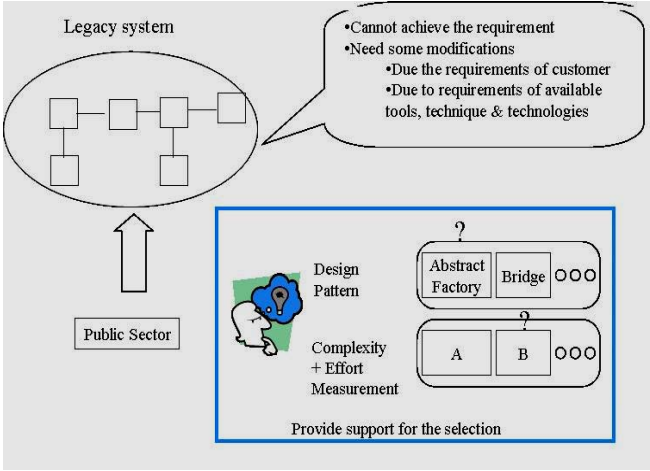 Legacy system
•Cannot achieve the requirement
•Need some modifications
•Due the requirements of customer
•Due to requirements of available
tools, technique & technologies
Public Sector
Design
Pattern
?
Abstract
Factory
Bridge
OOO
Complexity
+ Effort
Measurement
?
A
B
OOO
Provide support for the selection